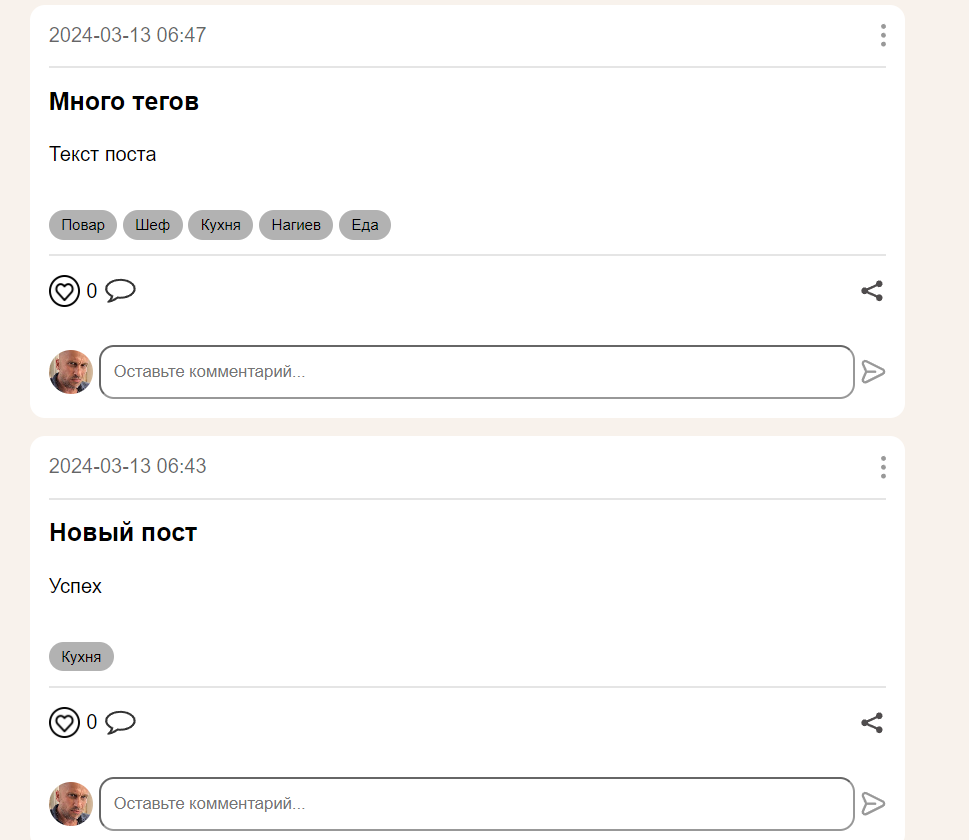 2024-03-13 06:47
Много тегов
Текст поста
Повар Шеф Кухня Нагиев Еда
0
Оставьте комментарий...
2024-03-13 06:43
Новый пост
Успех
Кухня
0
Оставьте комментарий...